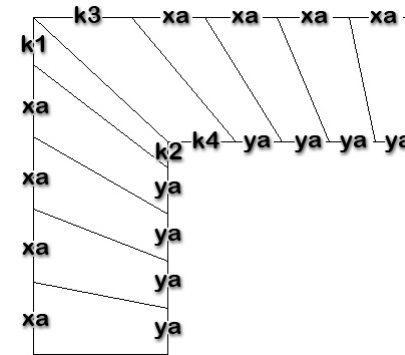 k3 xa xa xa xa
k1
xa
k2 k4 ya ya ya ya
xa ya
ya
xa ya
xa ya